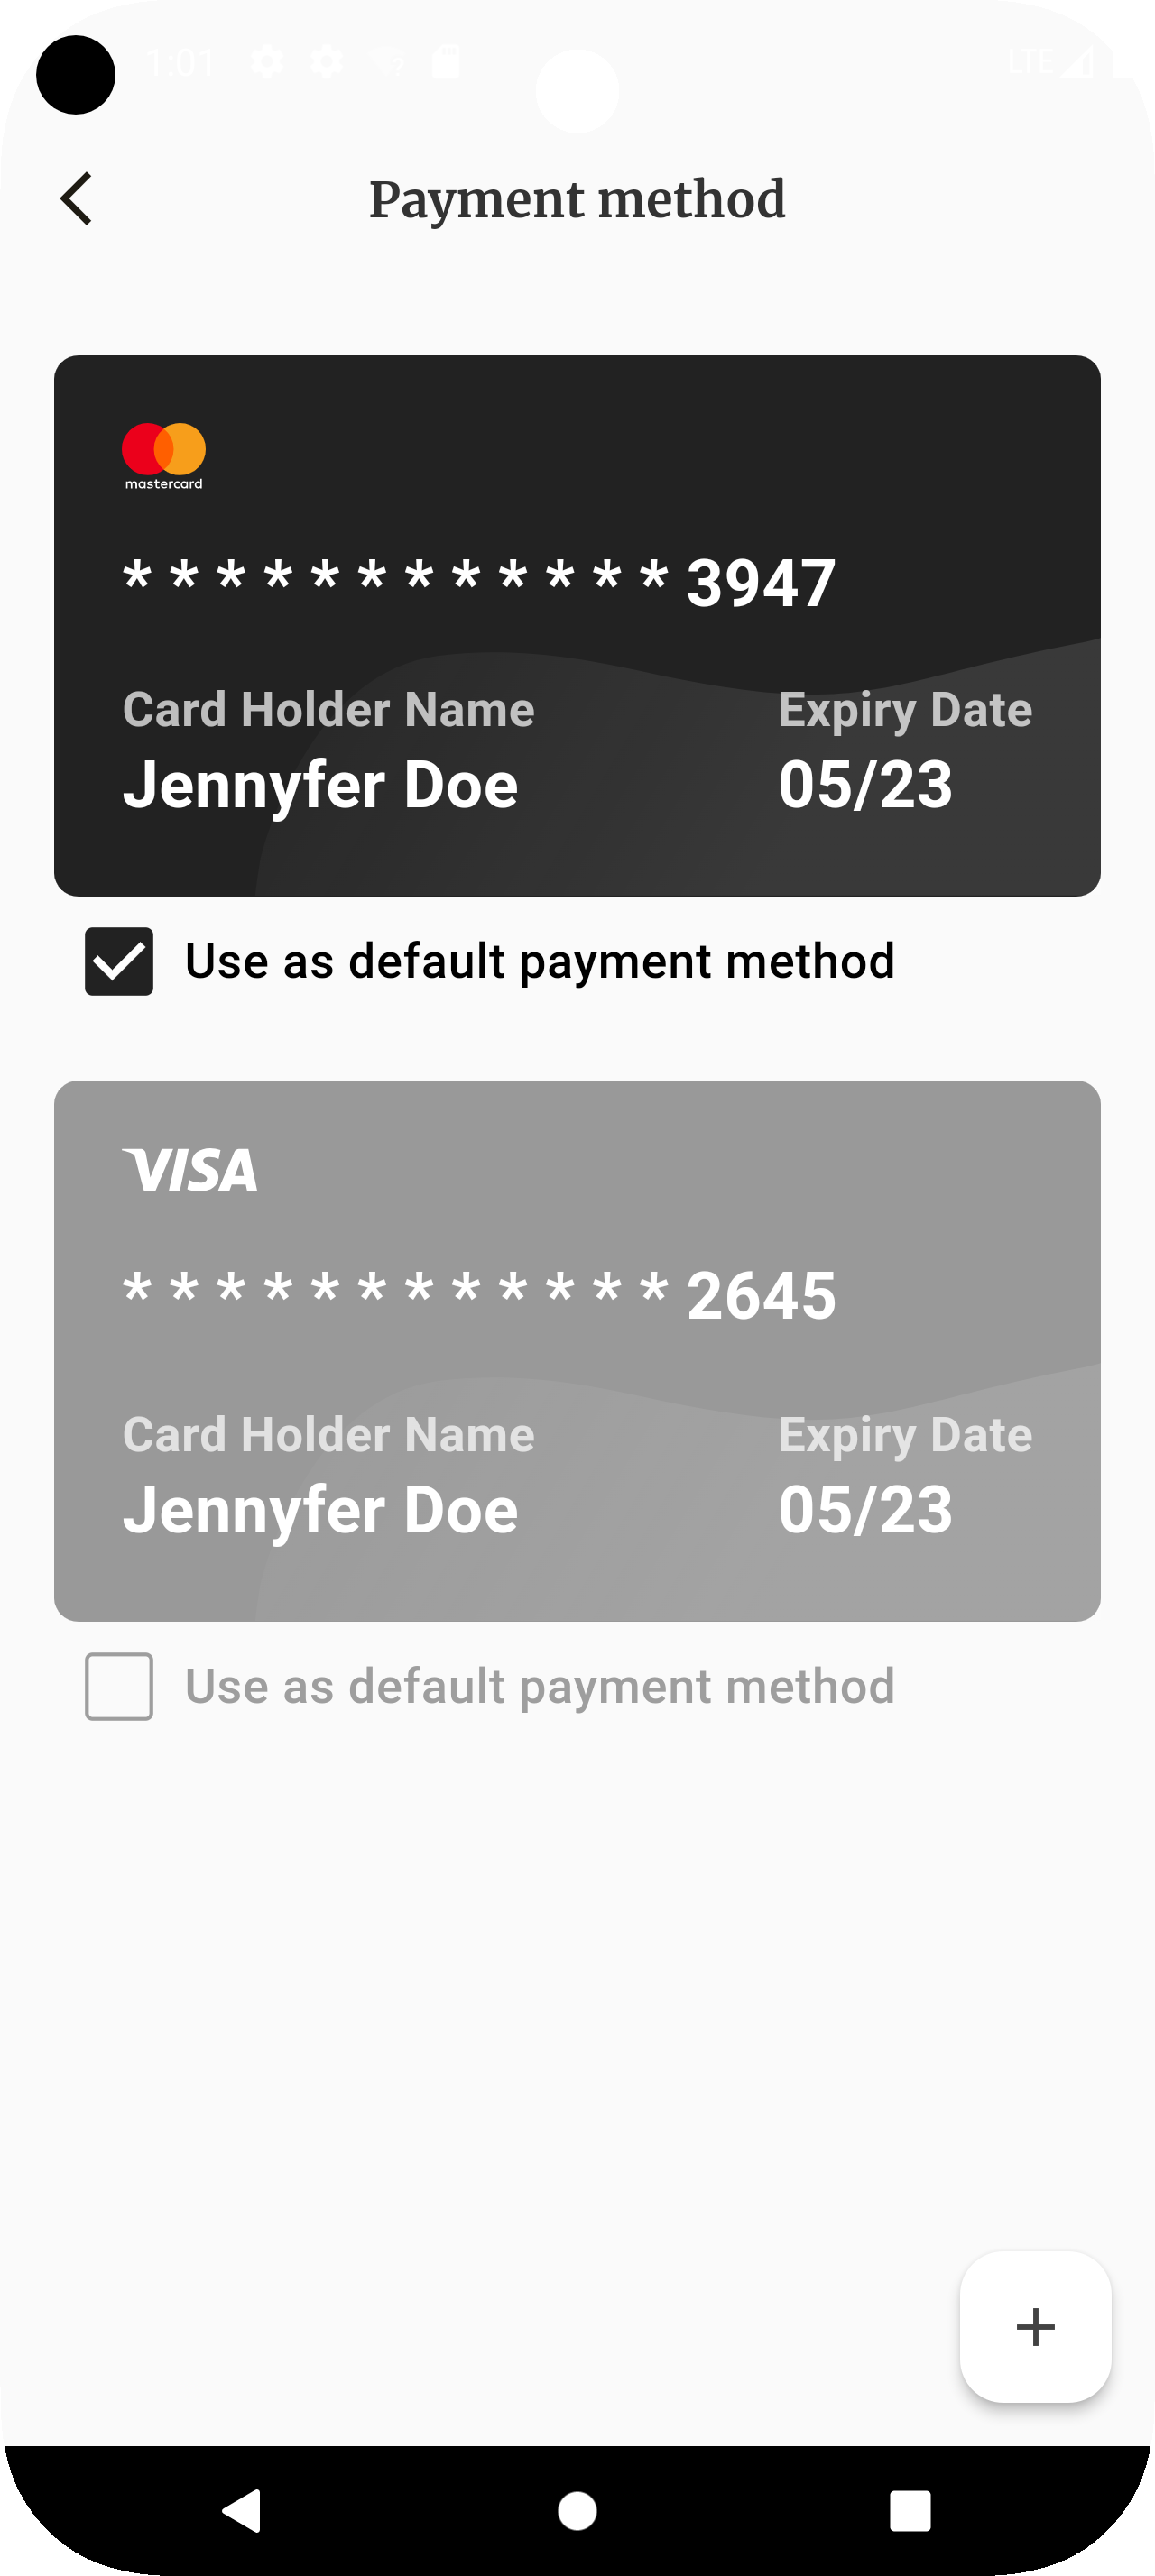 1:01 ? LTE
Payment method
mastercard
* * * * * * * * * * * * 3947
Card Holder Name Expiry Date
Jennyfer Doe 05/23
Use as default payment method
VISA
* * * * * * * * * * * * 2645
Card Holder Name Expiry Date
Jennyfer Doe 05/23
Use as default payment method